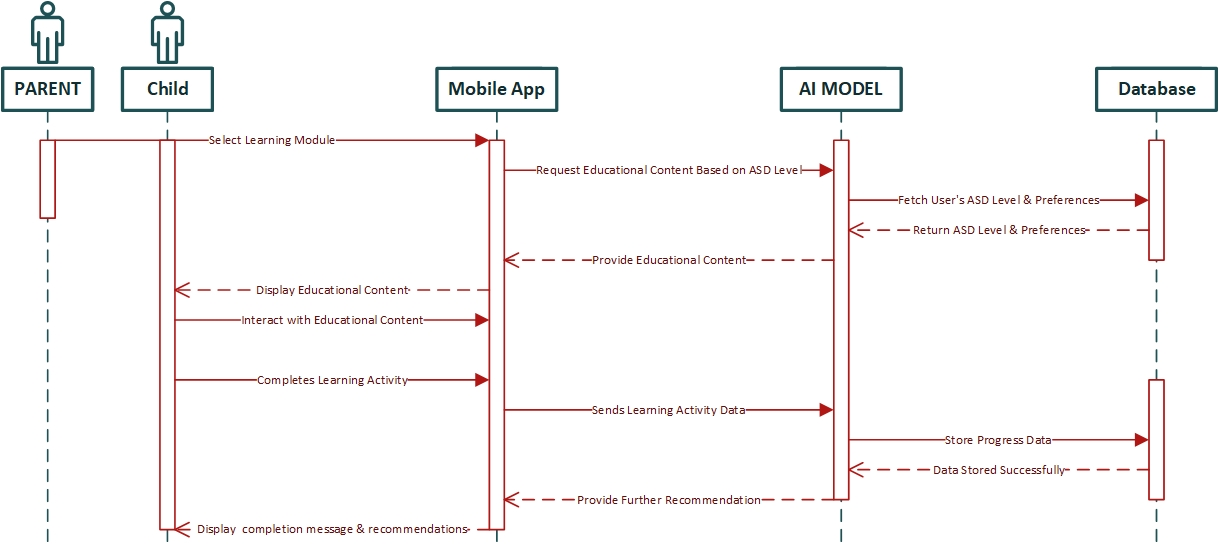 PARENT
Child
Mobile App
AI MODEL
Database
Select Learning Module
Request Educational Content Based on ASD Level
Fetch User's ASD Level & Preferences
Return ASD Level & Preferences
Provide Educational Content
Display Educational Content
Interact with Educational Content
Completes Learning Activity
Sends Learning Activity Data
Store Progress Data
Data Stored Successfully
Provide Further Recommendation
Display completion message & recommendations